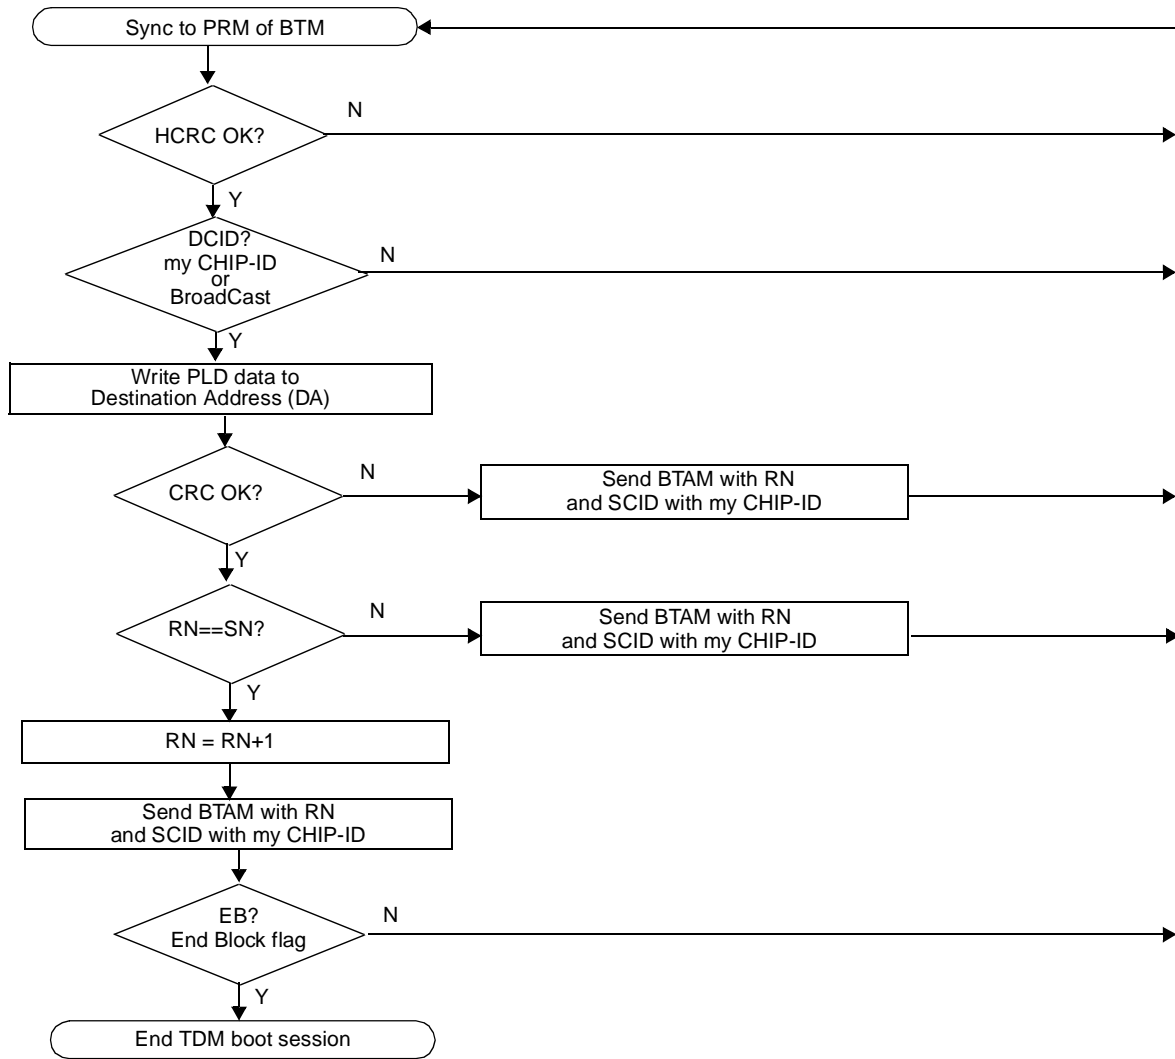 Sync to PRM of BTM
N
HCRC OK?
Y
DCID?
my CHIP-ID
or
BroadCast
N
Y
Write PLD data to
Destination Address (DA)
CRC OK?
N
Send BTAM with RN
and SCID with my CHIP-ID
Y
RN==SN?
N
Send BTAM with RN
and SCID with my CHIP-ID
Y
RN = RN+1
Send BTAM with RN
and SCID with my CHIP-ID
EB?
End Block flag
N
Y
End TDM boot session